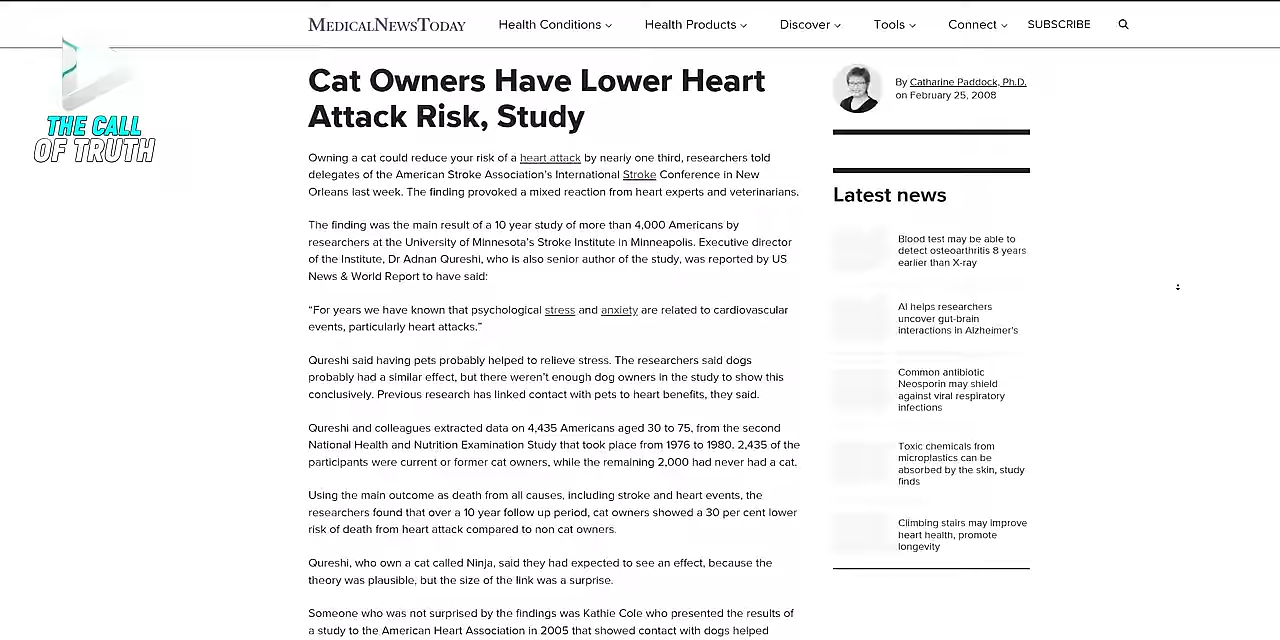 MEDICALNEWSTODAY
Health Conditions
Health Products
Discover
Tools
Connect
SUBSCRIBE
THE CALL
OF TRUTH
Cat Owners Have Lower Heart
Attack Risk, Study
Owning a cat could reduce your risk of a heart attack by nearly one third, researchers told
delegates of the American Stroke Association's International Stroke Conference in New
Orleans last week. The finding provoked a mixed reaction from heart experts and veterinarians.
The finding was the main result of a 10 year study of more than 4,000 Americans by
researchers at the University of Minnesota's Stroke Institute in Minneapolis. Executive director
of the Institute, Dr Adnan Qureshi, who is also senior author of the study, was reported by US
News & World Report to have said:
“For years we have known that psychological stress and anxiety are related to cardiovascular
events, particularly heart attacks.”
Qureshi said having pets probably helped to relieve stress. The researchers said dogs
probably had a similar effect, but there weren't enough dog owners in the study to show this
conclusively. Previous research has linked contact with pets to heart benefits, they said.
Qureshi and colleagues extracted data on 4,435 Americans aged 30 to 75, from the second
National Health and Nutrition Examination Study that took place from 1976 to 1980. 2,435 of the
participants were current or former cat owners, while the remaining 2,000 had never had a cat.
Using the main outcome as death from all causes, including stroke and heart events, the
researchers found that over a 10 year follow up period, cat owners showed a 30 per cent lower
risk of death from heart attack compared to non cat owners.
Qureshi, who own a cat called Ninja, said they had expected to see an effect, because the
theory was plausible, but the size of the link was a surprise.
Someone who was not surprised by the findings was Kathie Cole who presented the results of
a study to the American Heart Association in 2005 that showed contact with dogs helped
By Catharine Paddock, Ph.D.
on February 25, 2008
Latest news
Blood test may be able to
detect osteoarthritis 8 years
earlier than X-ray
AI helps researchers
uncover gut-brain
interactions in Alzheimer's
Common antibiotic
Neosporin may shield
against viral respiratory
infections
Toxic chemicals from
microplastics can be
absorbed by the skin, study
finds
Climbing stairs may improve
heart health, promote
longevity